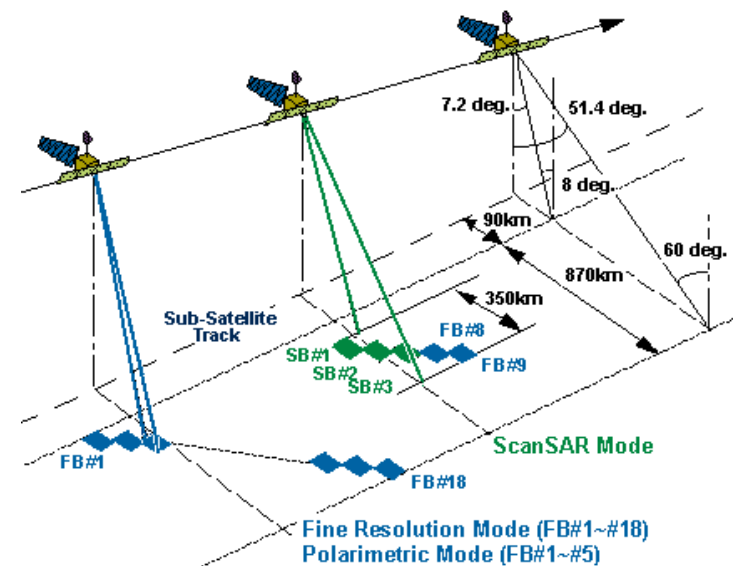 7.2 deg.
51.4 deg.
8 deg.
90km
60 deg.
870km
350km
Sub-Satellite
Track
FB#8
SB#1
FB#9
SB#2
SB#3
ScanSAR Mode
FB#1
FB#18
Fine Resolution Mode (FB#1~#18)
Polarimetric Mode (FB#1~#5)